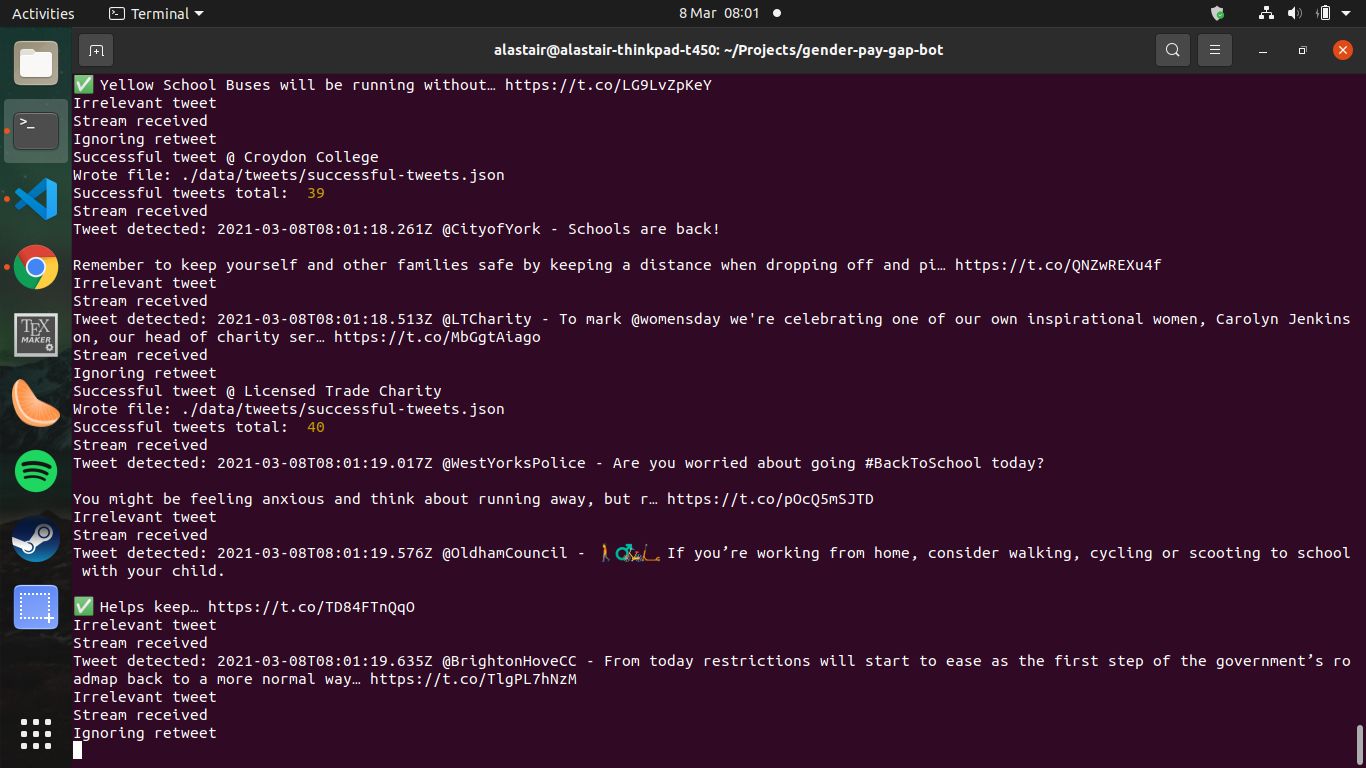 Activities Terminal 8 Mar 08:01
alastair@alastair-thinkpad-t450: ~/Projects/gender-pay-gap-bot
✅ Yellow School Buses will be running without… https://t.co/LG9LvZpKeY
Irrelevant tweet
Stream received
Ignoring retweet
Successful tweet @ Croydon College
Wrote file: ./data/tweets/successful-tweets.json
Successful tweets total:  39
Stream received
Tweet detected: 2021-03-08T08:01:18.261Z @CityofYork - Schools are back!
Remember to keep yourself and other families safe by keeping a distance when dropping off and pi… https://t.co/QNZwREXu4f
Irrelevant tweet
Stream received
Tweet detected: 2021-03-08T08:01:18.513Z @LTCharity - To mark @womensday we're celebrating one of our own inspirational women, Carolyn Jenkins
on, our head of charity ser… https://t.co/MbGgtAiago
Stream received
Ignoring retweet
Successful tweet @ Licensed Trade Charity
Wrote file: ./data/tweets/successful-tweets.json
Successful tweets total:  40
Stream received
Tweet detected: 2021-03-08T08:01:19.017Z @WestYorksPolice - Are you worried about going #BackToSchool today?
You might be feeling anxious and think about running away, but r… https://t.co/pOcQ5mSJTD
Irrelevant tweet
Stream received
Tweet detected: 2021-03-08T08:01:19.576Z @OldhamCouncil - 🚶‍♂️🚲🛴 If you’re working from home, consider walking, cycling or scooting to school
with your child.
✅ Helps keep… https://t.co/TD84FTnQqO
Irrelevant tweet
Stream received
Tweet detected: 2021-03-08T08:01:19.635Z @BrightonHoveCC - From today restrictions will start to ease as the first step of the government’s ro
admap back to a more normal way… https://t.co/TlgPL7hNzM
Irrelevant tweet
Stream received
Ignoring retweet
>_
TEX
MAKER